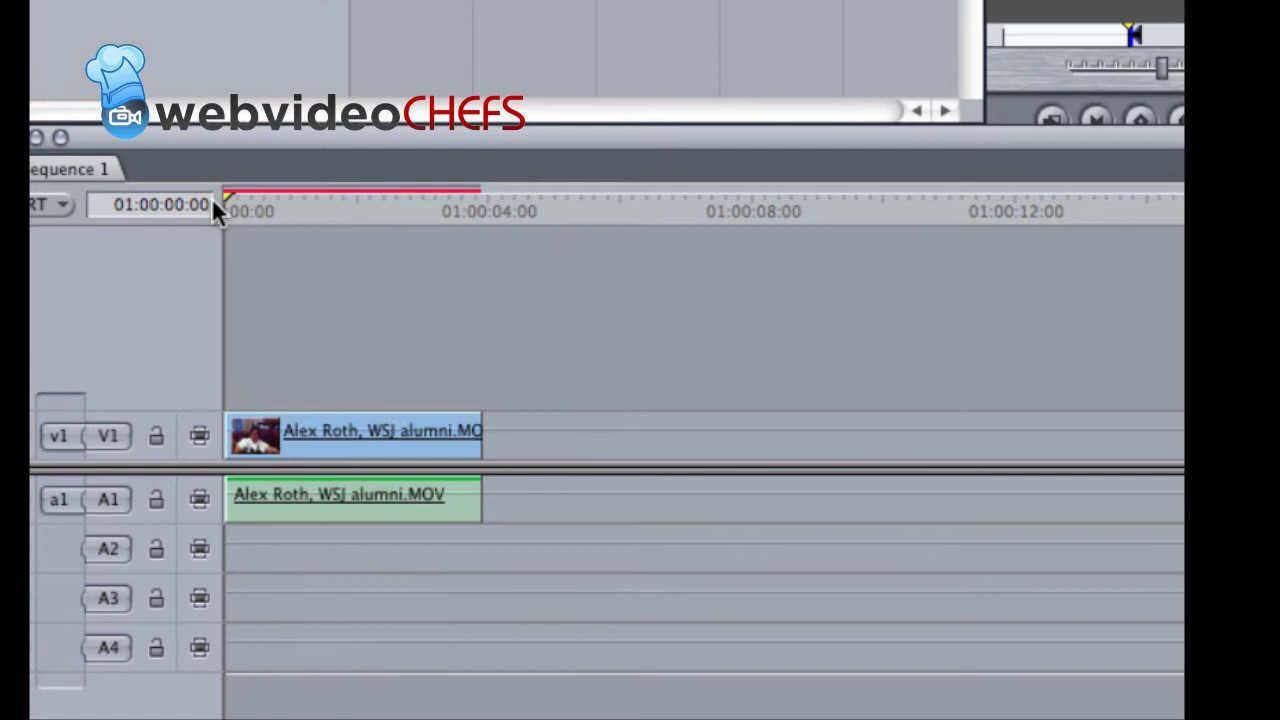 webvideoCHEFS
equence 1
RT
01:00:00:00
00:00
01:00:04:00
01:00:08:00
01:00:12:00
v1 V1
Alex Roth, WSJ alumni.MO
a1 A1
Alex Roth, WSJ alumni.MOV
A2
A3
A4